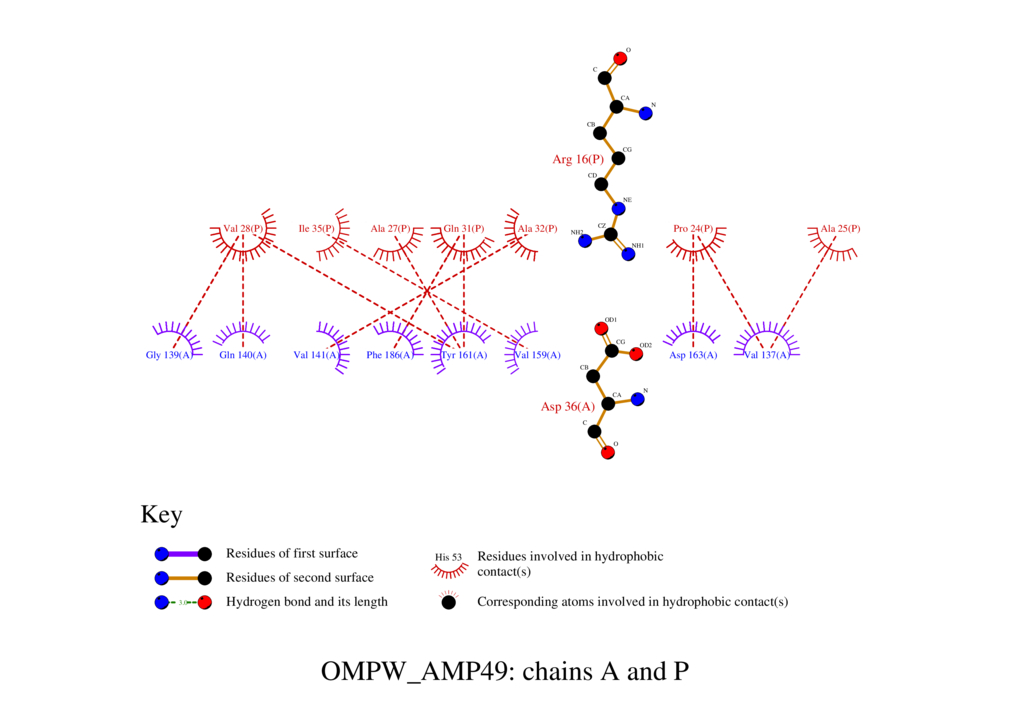 O
C
CA
N
CB
CG
Arg 16(P)
CD
NE
CZ
NH2
NH1
Val 28(P) Ile 35(P) Ala 27(P) Gln 31(P) Ala 32(P) Pro 24(P) Ala 25(P)
OD1
CG
OD2
Gly 139(A) Gln 140(A) Val 141(A) Phe 186(A) Tyr 161(A) Val 159(A) Asp 163(A) Val 137(A)
CB
CA
N
Asp 36(A)
C
O
Key
Residues of first surface
Residues of second surface
3.0
Hydrogen bond and its length
His 53
Residues involved in hydrophobic
contact(s)
Corresponding atoms involved in hydrophobic contact(s)
OMPW_AMP49: chains A and P